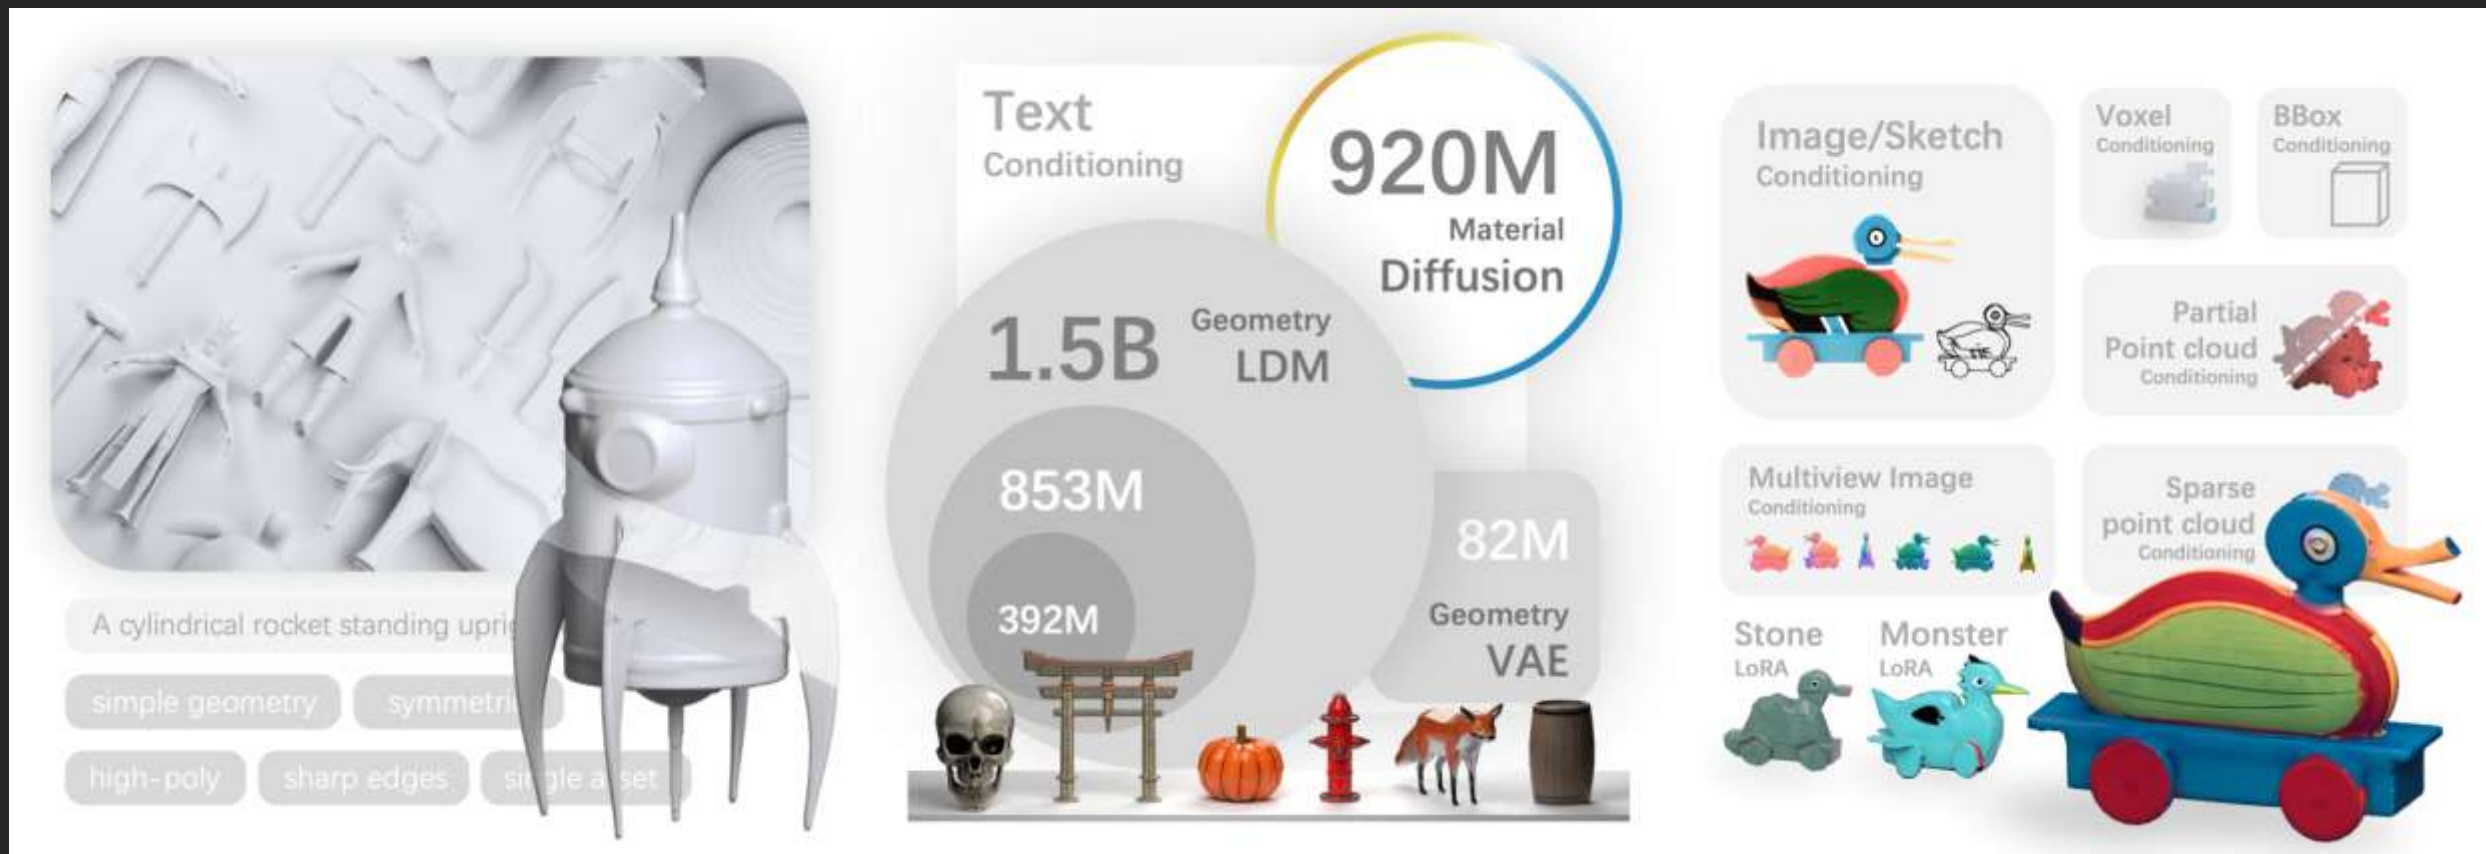 A cylindrical rocket standing
simple geometry
high-poly
sharp edges
Text
Conditioning
920M
Material
Diffusion
1.5B
Geometry
LDM
853M
392M
82M
Geometry
VAE
Image/Sketch
Conditioning
Voxel
Conditioning
BBox
Conditioning
Partial
Point cloud
Conditioning
Multiview Image
Conditioning
Sparse
point cloud
Conditioning
Stone
LoRA
Monster
LoRA